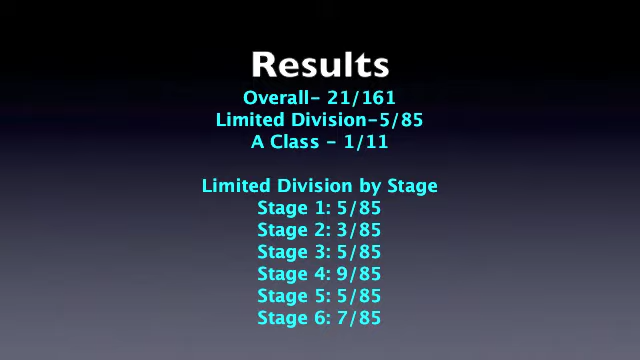 Results
Overall- 21/161
Limited Division-5/85
A Class - 1/11
Limited Division by Stage
Stage 1: 5/85
Stage 2: 3/85
Stage 3: 5/85
Stage 4: 9/85
Stage 5: 5/85
Stage 6: 7/85